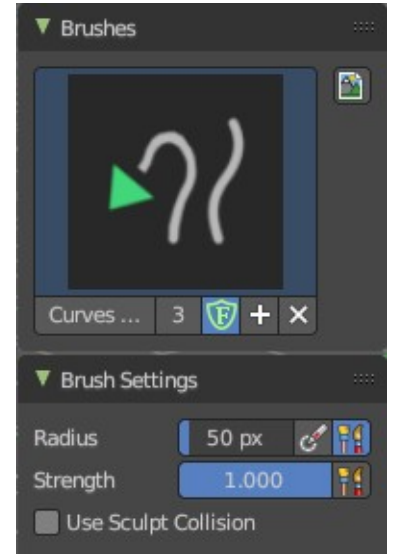 Brushes
Curves ... 3 F
Brush Settings
Radius 50 px
Strength 1.000
Use Sculpt Collision